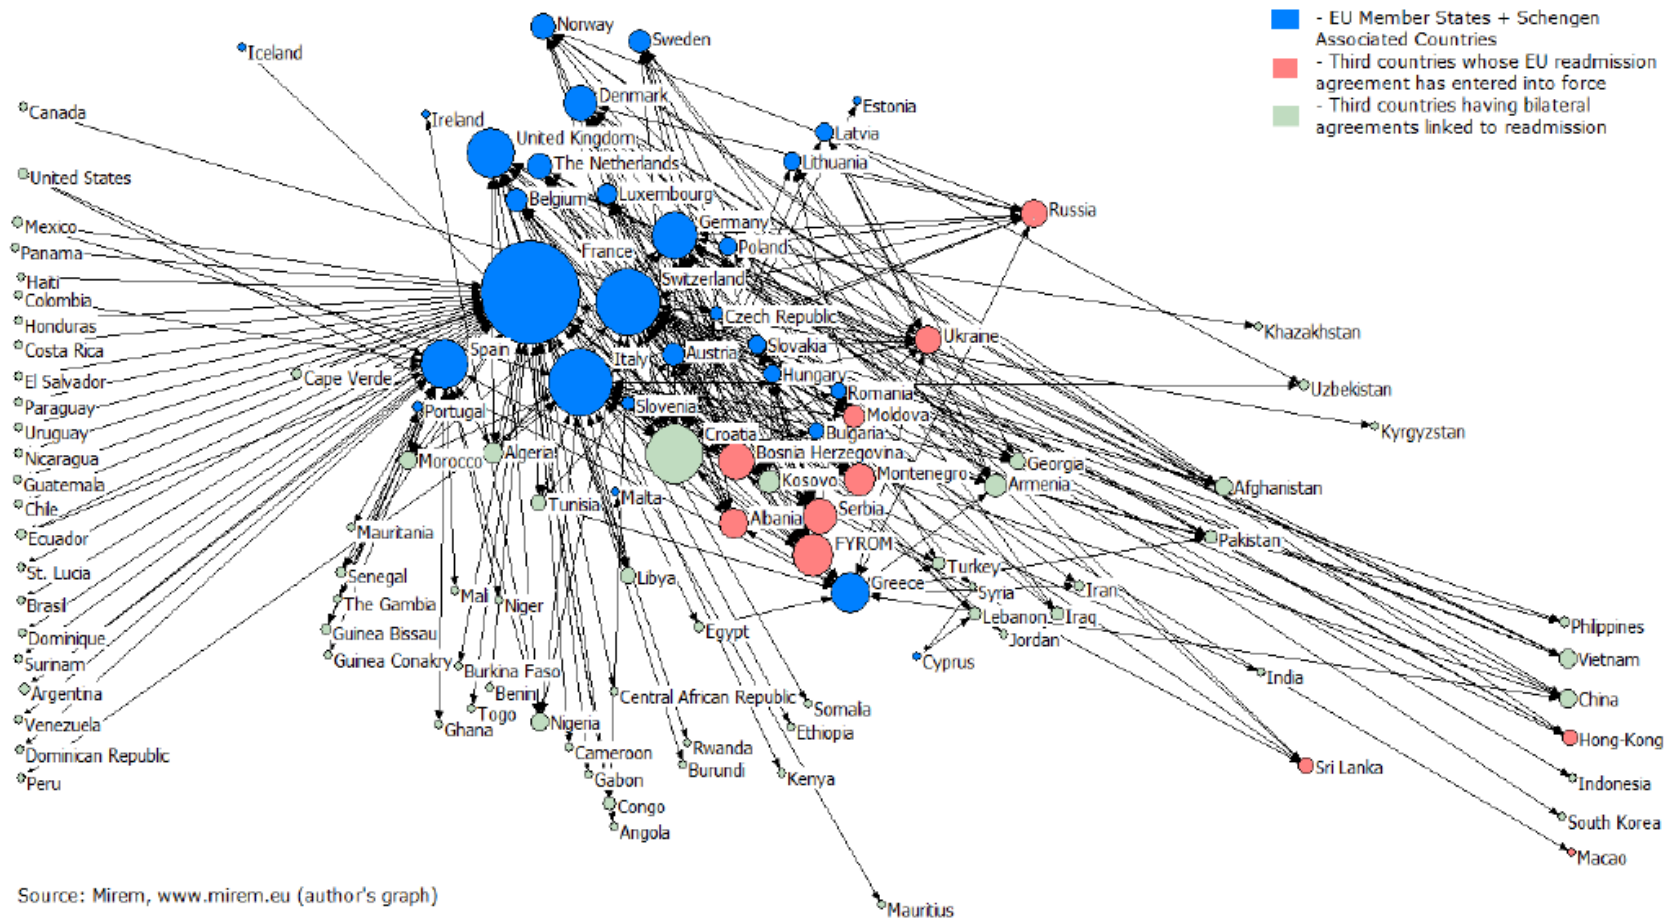 - EU Member States + Schengen
Associated Countries
- Third countries whose EU readmission
agreement has entered into force
- Third countries having bilateral
agreements linked to readmission
Norway
Sweden
Iceland
Denmark
Estonia
Canada
Ireland
Latvia
United Kingdom
The Netherlands
Lithuania
United States
Belgium
Luxembourg
Russia
Mexico
Germany
Panama
France
Poland
Haiti
Switzerland
Colombia
Czech Republic
Honduras
Ukraine
Khazakhstan
Costa Rica
Spain
Italy
Austria
Slovakia
El Salvador
Cape Verde
Hungary
Uzbekistan
Paraguay
Portugal
Slovenia
Romania
Moldova
Uruguay
Croatia
Bulgaria
Kyrgyzstan
Nicaragua
Morocco
Algeria
Bosnia Herzegovina
Georgia
Guatemala
Kosovo
Montenegro
Armenia
Afghanistan
Chile
Tunisia
Malta
Albania
Serbia
Ecuador
Mauritania
FYROM
Pakistan
St. Lucia
Senegal
Libya
Turkey
Greece
Brasil
The Gambia
Mali
Niger
Syria
Iran
Dominique
Guinea Bissau
Egypt
Lebanon
Iraq
Jordan
Philippines
Surinam
Guinea Conakry
Burkina Faso
Cyprus
Vietnam
Argentina
Benin
Central African Republic
India
Venezuela
Togo
Ghana
Nigeria
Somalia
China
Dominican Republic
Cameroon
Rwanda
Ethiopia
Hong-Kong
Peru
Gabon
Burundi
Kenya
Sri Lanka
Indonesia
Congo
Angola
South Korea
Macao
Source: Mirem, www.mirem.eu (author's graph)
Mauritius